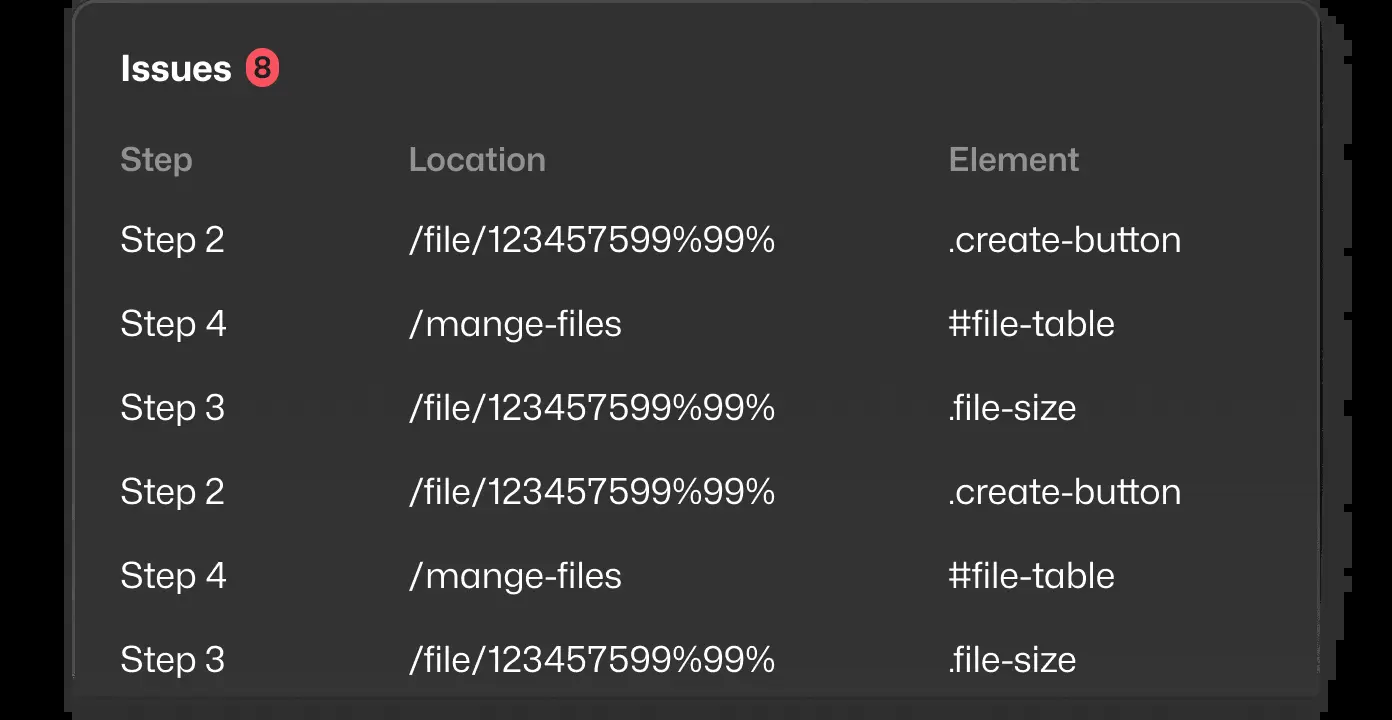 Issues 8
Step Location Element
Step 2 /file/123457599%99% .create-button
Step 4 /mange-files #file-table
Step 3 /file/123457599%99% .file-size
Step 2 /file/123457599%99% .create-button
Step 4 /mange-files #file-table
Step 3 /file/123457599%99% .file-size